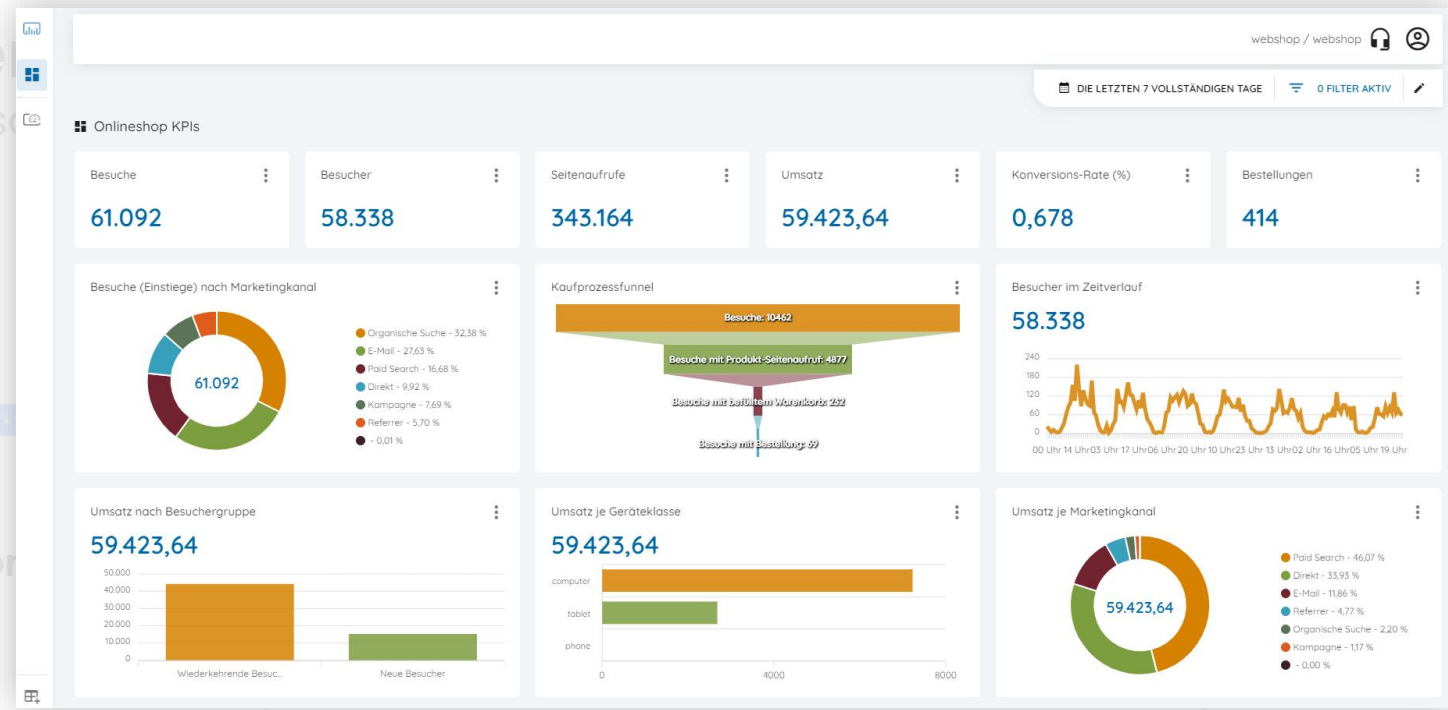 webshop / webshop
DIE LETZTEN 7 VOLLSTÄNDIGEN TAGE
0 FILTER AKTIV
Onlineshop KPIs
Besuche
61.092
Besucher
58.338
Seitenaufrufe
343.164
Umsatz
59.423,64
Konversions-Rate (%)
0,678
Bestellungen
414
Besuche (Einstiege) nach Marketingkanal
61.092
Organische Suche - 32,38 %
E-Mail - 27,63 %
Paid Search - 16,68 %
Direkt - 9,92 %
Kampagne - 7,69 %
Referrer - 5,70 %
- 0,01 %
Kaufprozessfunnel
Besuche: 10462
Besuche mit Produkt-Seitenaufruf: 4877
Besuche mit befülltem Warenkorb: 232
Besuche mit Bestellung: 69
Besucher im Zeitverlauf
58.338
240
180
120
60
0
00 Uhr 14 Uhr03 Uhr 17 Uhr06 Uhr 20 Uhr 10 Uhr23 Uhr 13 Uhr02 Uhr 16 Uhr05 Uhr 19 Uhr
Umsatz nach Besuchergruppe
59.423,64
50.000
40.000
30.000
20.000
10.000
0
Wiederkehrende Besuc...
Neue Besucher
Umsatz je Geräteklasse
59.423,64
computer
tablet
phone
0
4000
8000
Umsatz je Marketingkanal
59.423,64
Paid Search - 46,07 %
Direkt - 33,93 %
E-Mail - 11,86 %
Referrer - 4,77 %
Organische Suche - 2,20 %
Kampagne - 1,17 %
- 0,00 %